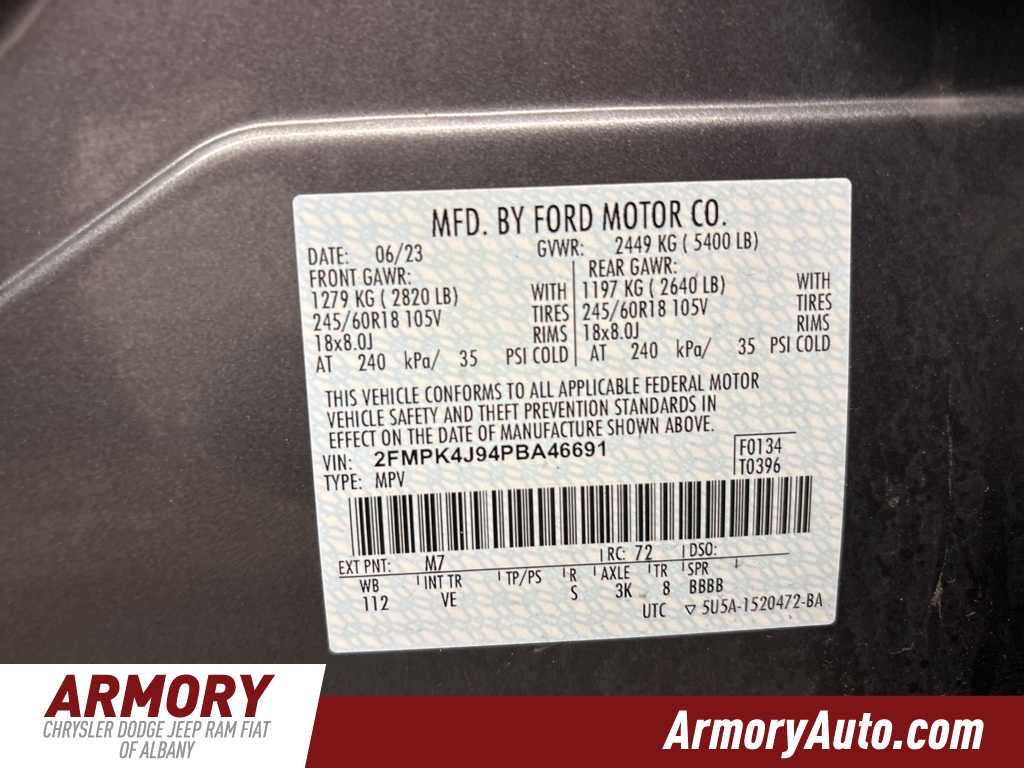 MFD. BY FORD MOTOR CO.
DATE: 06/23 GVWR: 2449 KG ( 5400 LB)
FRONT GAWR: REAR GAWR:
1279 KG ( 2820 LB) WITH 1197 KG ( 2640 LB) WITH
245/60R18 105V TIRES 245/60R18 105V TIRES
18x8.0J RIMS 18x8.0J RIMS
AT 240 kPa/ 35 PSI COLD AT 240 kPa/ 35 PSI COLD
THIS VEHICLE CONFORMS TO ALL APPLICABLE FEDERAL MOTOR
VEHICLE SAFETY AND THEFT PREVENTION STANDARDS IN
EFFECT ON THE DATE OF MANUFACTURE SHOWN ABOVE.
VIN: 2FMPK4J94PBA46691 F0134
TYPE: MPV T0396
EXT PNT: M7 RC: 72 DSO:
WB INT TR TP/PS R AXLE TR SPR
112 VE S 3K 8 BBBB
UTC ▽ 5U5A-1520472-BA
ARMORY
CHRYSLER DODGE JEEP RAM FIAT
OF ALBANY
ArmoryAuto.com